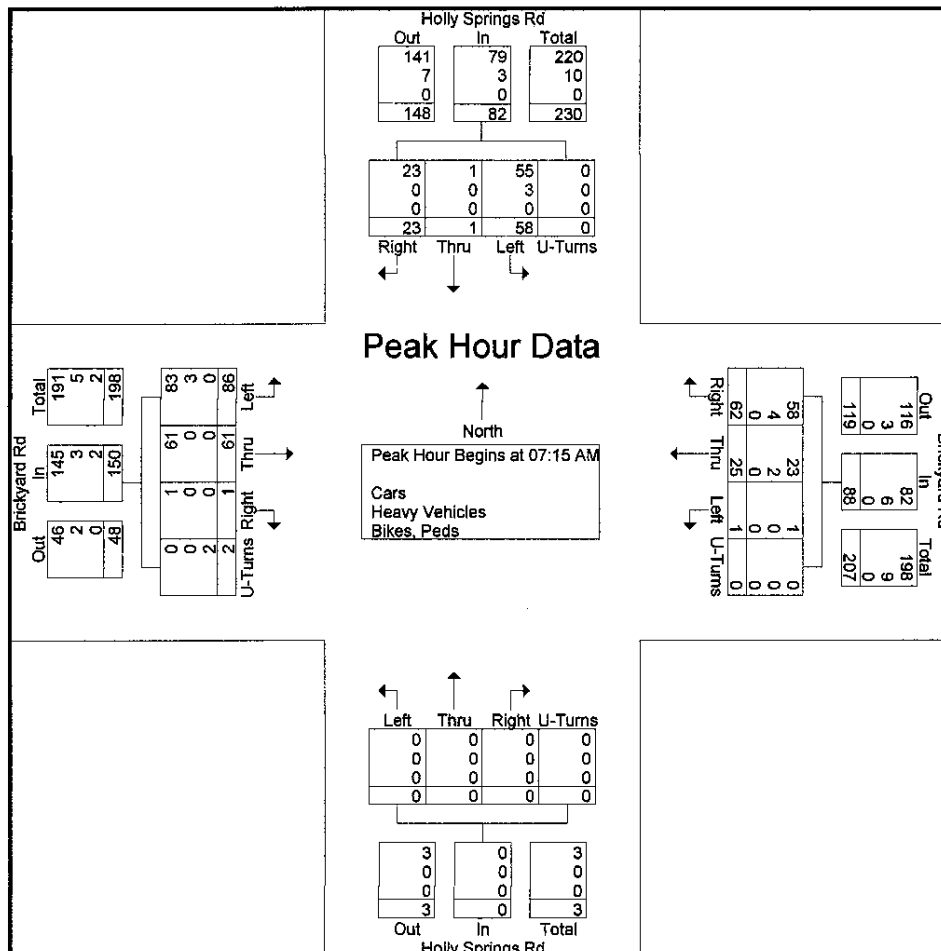 Holly Springs Rd
Out In Total
141 79 220
7 3 10
0 0 0
148 82 230
23 1 55 0
0 0 3 0
0 0 0 0
23 1 58 0
Right Thru Left U-Turns
Peak Hour Data
North
Peak Hour Begins at 07:15 AM
Cars
Heavy Vehicles
Bikes, Peds
Brickyard Rd
Out In Total
46 145 191
2 3 5
0 2 2
48 150 198
U-Turns Right Thru Left
0 1 61 83
0 0 0 3
2 0 0 0
2 1 61 86
Out In Total
116 82 198
3 6 9
0 0 0
119 88 207
58 23 1 0
4 2 0 0
0 0 0 0
62 25 1 0
Right Thru Left U-Turns
Left Thru Right U-Turns
0 0 0 0
0 0 0 0
0 0 0 0
0 0 0 0
3 0 3
0 0 0
0 0 0
3 0 3
Out In Total
Holly Springs Rd